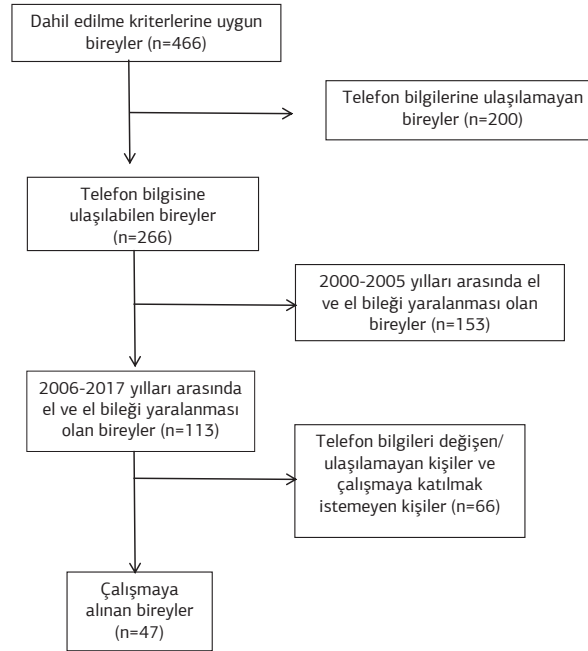 Dahil edilme kriterlerine uygun
bireyler (n=466)
Telefon bilgilerine ulaşılamayan
bireyler (n=200)
Telefon bilgisine
ulaşılabilen bireyler
(n=266)
2000-2005 yılları arasında el
ve el bileği yaralanması olan
bireyler (n=153)
2006-2017 yılları arasında
el ve el bileği yaralanması
olan bireyler (n=113)
Telefon bilgileri değişen/
ulaşılamayan kişiler ve
çalışmaya katılmak
istemeyen kişiler (n=66)
Çalışmaya
alınan bireyler
(n=47)